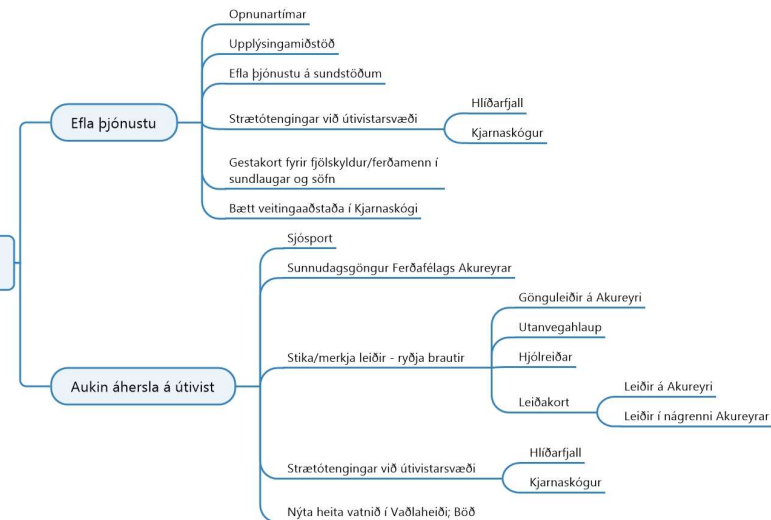 Efla þjónustu
Opnunartímar
Upplýsingamiðstöð
Efla þjónustu á sundstöðum
Strætótengingar við útivistarsvæði
Hlíðarfjall
Kjarnaskógur
Gestakort fyrir fjölskyldur/ferðamenn í
sundlaugar og söfn
Bætt veitingaaðstaða í Kjarnaskógi
Aukin áhersla á útivist
Sjósport
Sunnudagsgöngur Ferðafélags Akureyrar
Stika/merkja leiðir - ryðja brautir
Gönguleiðir á Akureyri
Utanvegahlaup
Hjólreiðar
Leiðakort
Leiðir á Akureyri
Leiðir í nágrenni Akureyrar
Strætótengingar við útivistarsvæði
Hlíðarfjall
Kjarnaskógur
Nýta heita vatnið í Vaðlaheiði; Böð